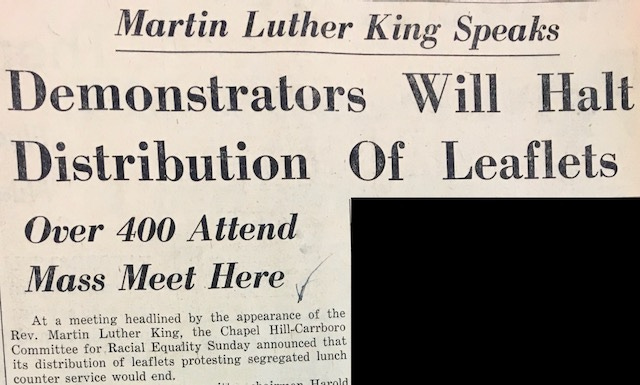 Martin Luther King Speaks
Demonstrators Will Halt
Distribution Of Leaflets
Over 400 Attend
Mass Meet Here
At a meeting headlined by the appearance of the
Rev. Martin Luther King, the Chapel Hill-Carrboro
Committee for Racial Equality Sunday announced that
its distribution of leaflets protesting segregated lunch
counter service would end.
chairman Harold